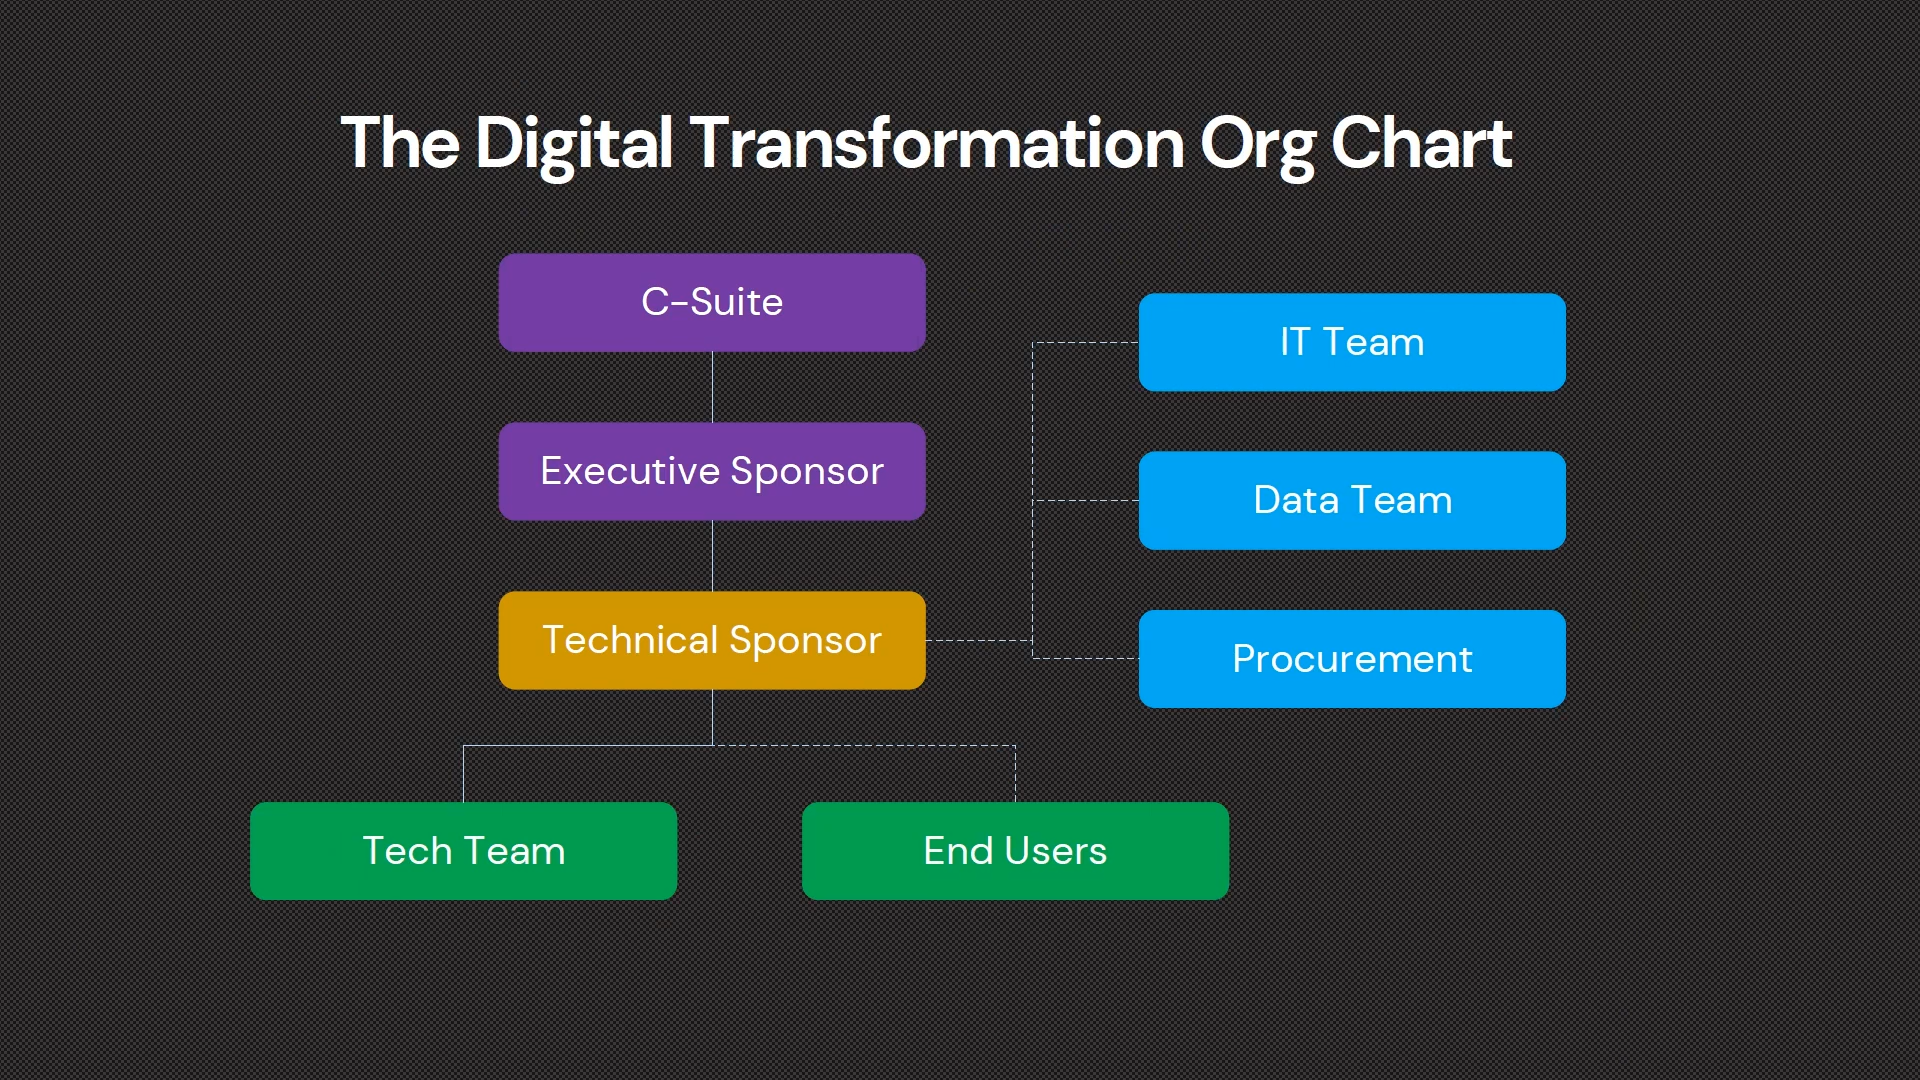 The Digital Transformation Org Chart
C-Suite
Executive Sponsor
Technical Sponsor
Tech Team
End Users
IT Team
Data Team
Procurement